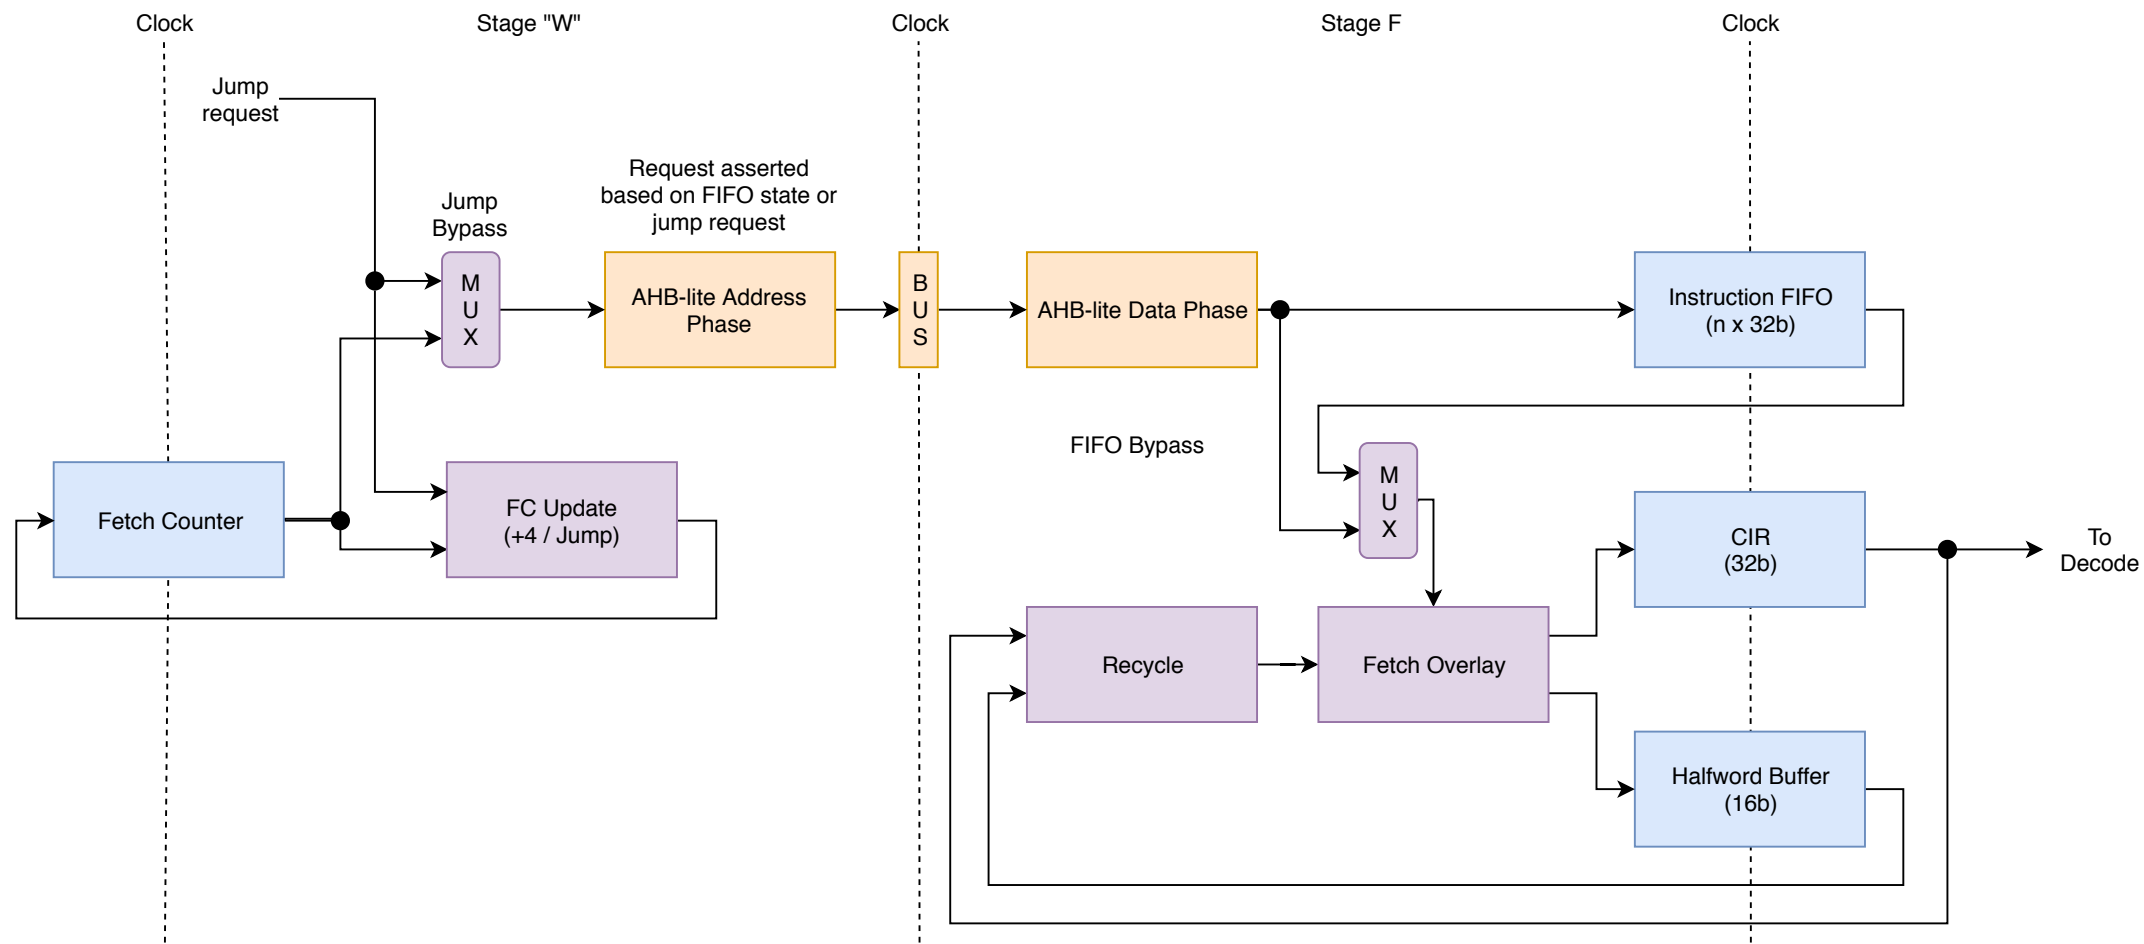 Clock
Stage "W"
Clock
Stage F
Clock
Jump
request
Request asserted
based on FIFO state or
jump request
Jump
Bypass
M
U
X
AHB-lite Address
Phase
B
U
S
AHB-lite Data Phase
Instruction FIFO
(n x 32b)
FIFO Bypass
M
U
X
Fetch Counter
FC Update
(+4 / Jump)
CIR
(32b)
To
Decode
Recycle
Fetch Overlay
Halfword Buffer
(16b)